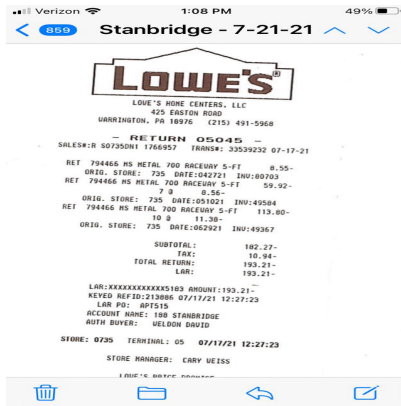 Verizon 1:08 PM 49%
859 Stanbridge - 7-21-21
LOWE'S®
LOWE'S HOME CENTERS, LLC
425 EASTON ROAD
WARRINGTON, PA 18976 (215) 491-5968
- RETURN 05045 -
SALES#:R S0735DN1 1766957 TRANS#: 33539232 07-17-21
RET 794466 MS METAL 700 RACEWAY 5-FT 8.55-
ORIG. STORE: 735 DATE:042721 INV:80703
RET 794466 MS METAL 700 RACEWAY 5-FT 59.92-
7 @ 8.56-
ORIG. STORE: 735 DATE:051021 INV:49584
RET 794466 MS METAL 700 RACEWAY 5-FT 113.80-
10 @ 11.38-
ORIG. STORE: 735 DATE:062921 INV:49367
SUBTOTAL: 182.27-
TAX: 10.94-
TOTAL RETURN: 193.21-
LAR: 193.21-
LAR:XXXXXXXXXXXX5183 AMOUNT:193.21-
KEYED REFID:213886 07/17/21 12:27:23
LAR PO: APT515
ACCOUNT NAME: 100 STANBRIDGE
AUTH BUYER: WELDON DAVID
STORE: 0735 TERMINAL: 05 07/17/21 12:27:23
STORE MANAGER: CARY WEISS
LOWE'S PRICE PROMISE